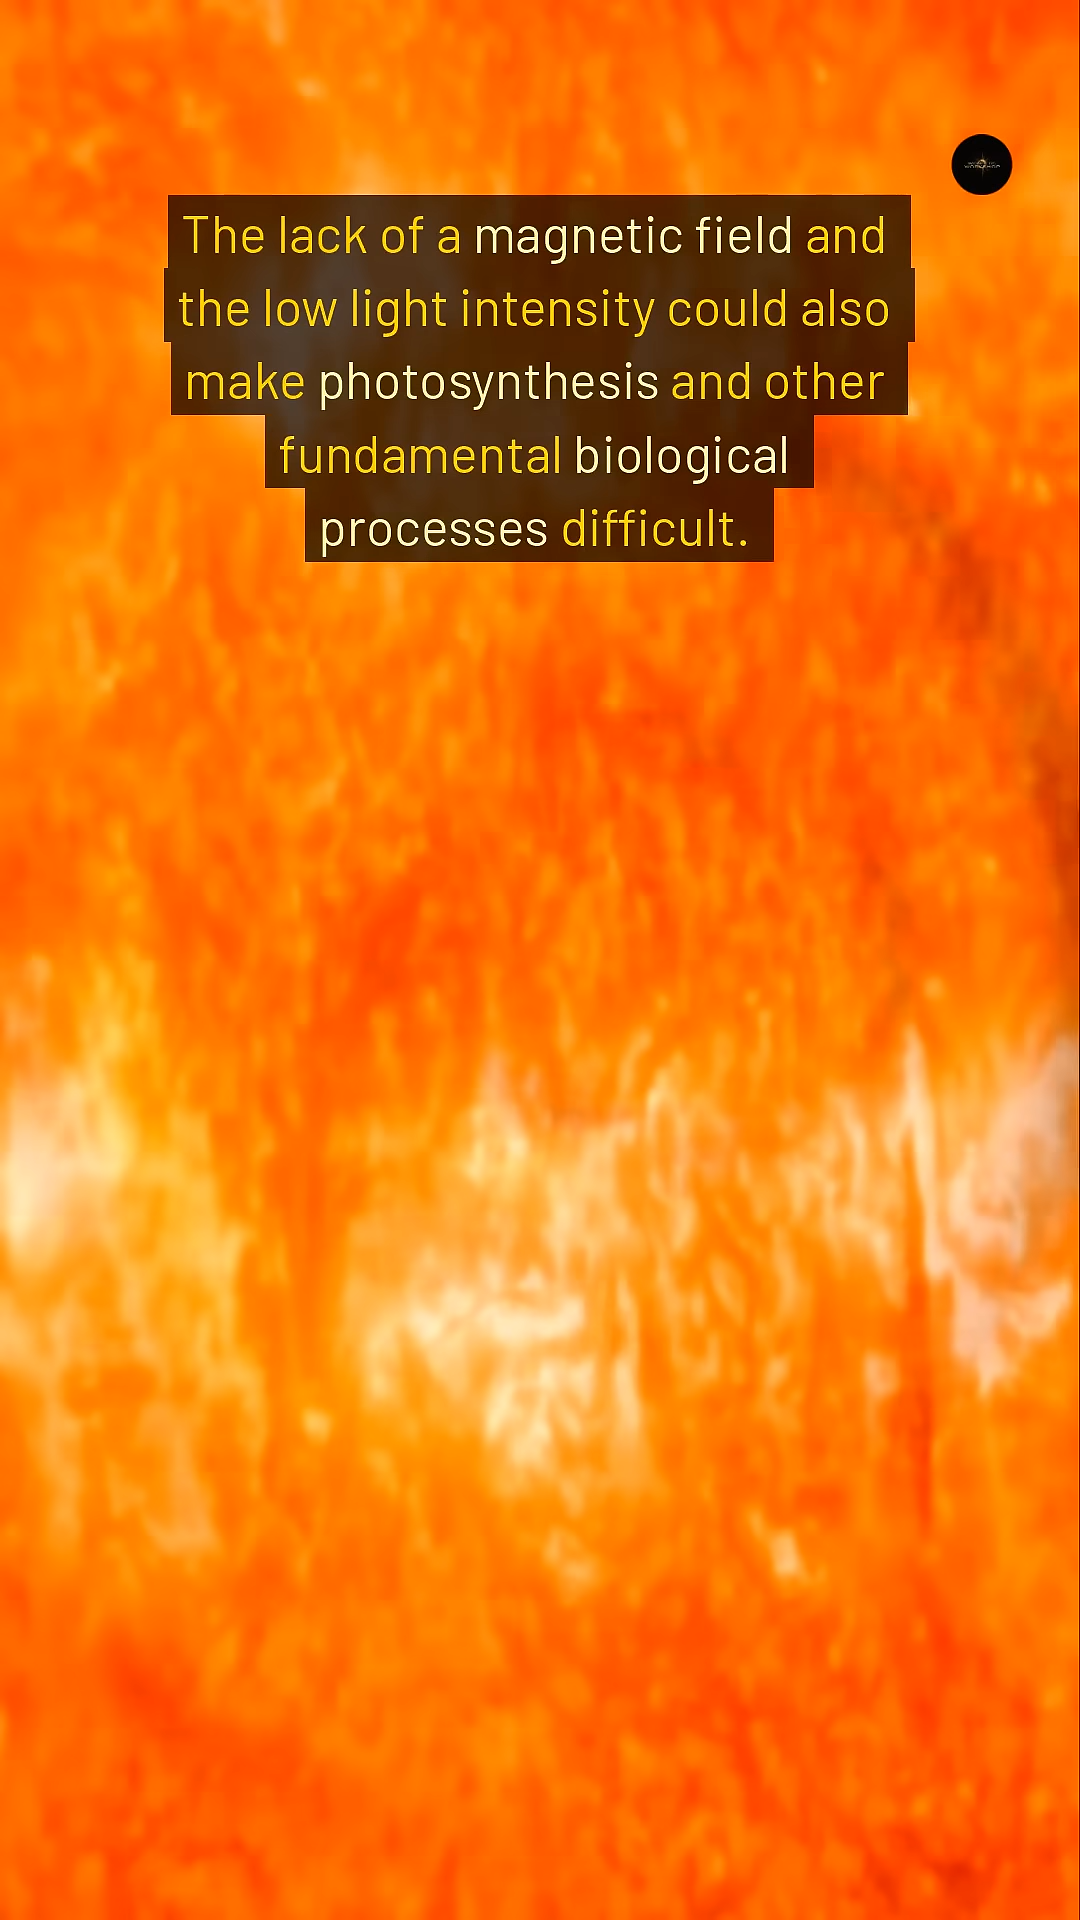 The lack of a magnetic field and
the low light intensity could also
make photosynthesis and other
fundamental biological
processes difficult.